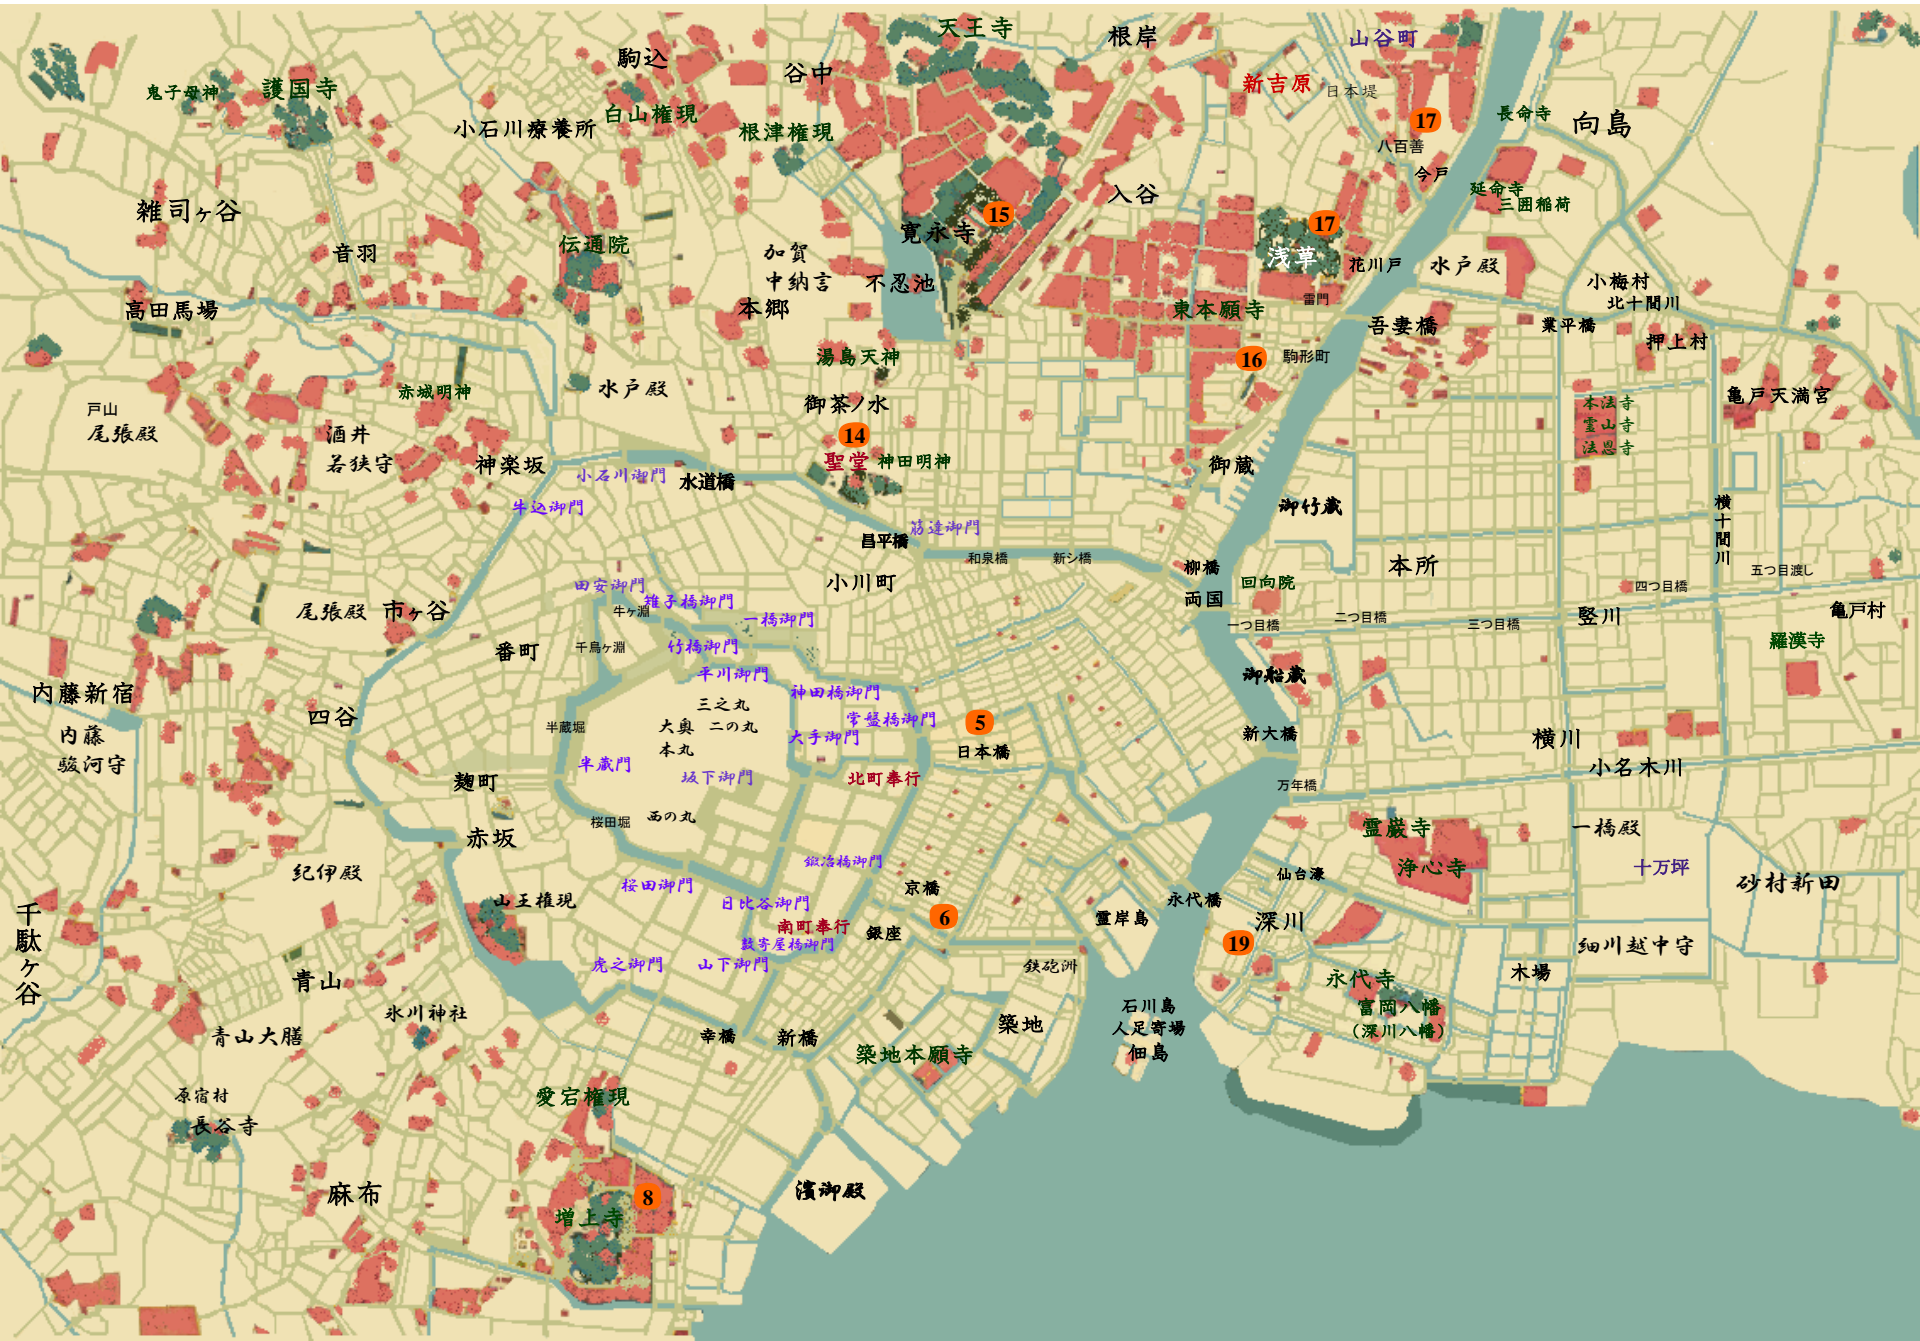 天王寺
根岸
山谷町
駒込
谷中
新吉原
日本堤
鬼子母神
護国寺
白山権現
小石川療養所
根津権現
17
長命寺
向島
八百善
今戸
入谷
延命寺
三囲稲荷
雑司ヶ谷
15
寛永寺
17
浅草
音羽
伝通院
加賀
中納言
不忍池
花川戸
水戸殿
小梅村
北十間川
高田馬場
本郷
東本願寺
雷門
吾妻橋
業平橋
押上村
湯島天神
16
駒形町
赤城明神
水戸殿
御茶ノ水
亀戸天満宮
戸山
尾張殿
酒井
若狭守
14
聖堂
神田明神
本法寺
霊山寺
法恩寺
神楽坂
小石川御門
水道橋
御蔵
牛込御門
御竹蔵
横十間川
筋違御門
昌平橋
和泉橋
新シ橋
柳橋
本所
五つ目渡し
小川町
田安御門
雉子橋御門
両国
回向院
四つ目橋
尾張殿
市ヶ谷
牛ヶ淵
一橋御門
一つ目橋
二つ目橋
三つ目橋
竪川
亀戸村
番町
千鳥ヶ淵
竹橋御門
羅漢寺
平川御門
御船蔵
内藤新宿
神田橋御門
三之丸
四谷
大奥
二の丸
常盤橋御門
5
半蔵堀
大手御門
新大橋
内藤
駿河守
本丸
日本橋
横川
半蔵門
坂下御門
北町奉行
小名木川
麹町
万年橋
桜田堀
西の丸
赤坂
霊巌寺
一橋殿
鍛冶橋御門
浄心寺
十万坪
紀伊殿
仙台濠
砂村新田
桜田御門
京橋
山王権現
日比谷御門
永代橋
6
霊岸島
深川
千駄ヶ谷
南町奉行
銀座
19
数寄屋橋御門
細川越中守
虎之御門
山下御門
鉄砲洲
木場
青山
永代寺
氷川神社
石川島
人足寄場
佃島
富岡八幡
（深川八幡）
青山大膳
幸橋
新橋
築地
築地本願寺
原宿村
長谷寺
愛宕権現
麻布
濱御殿
8
増上寺